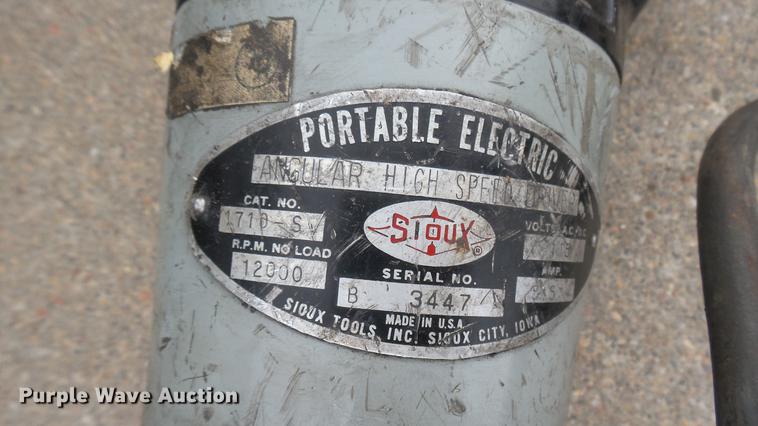 PORTABLE ELECTRIC
ANGULAR HIGH SPEED
CAT. NO.
1710-S
SIOUX
VOLTS AC/DC
R.P.M. NO LOAD
12000
AMP.
SERIAL NO.
B 3447
MADE IN U.S.A.
SIOUX TOOLS, INC. SIOUX CITY, IOWA
Purple Wave Auction